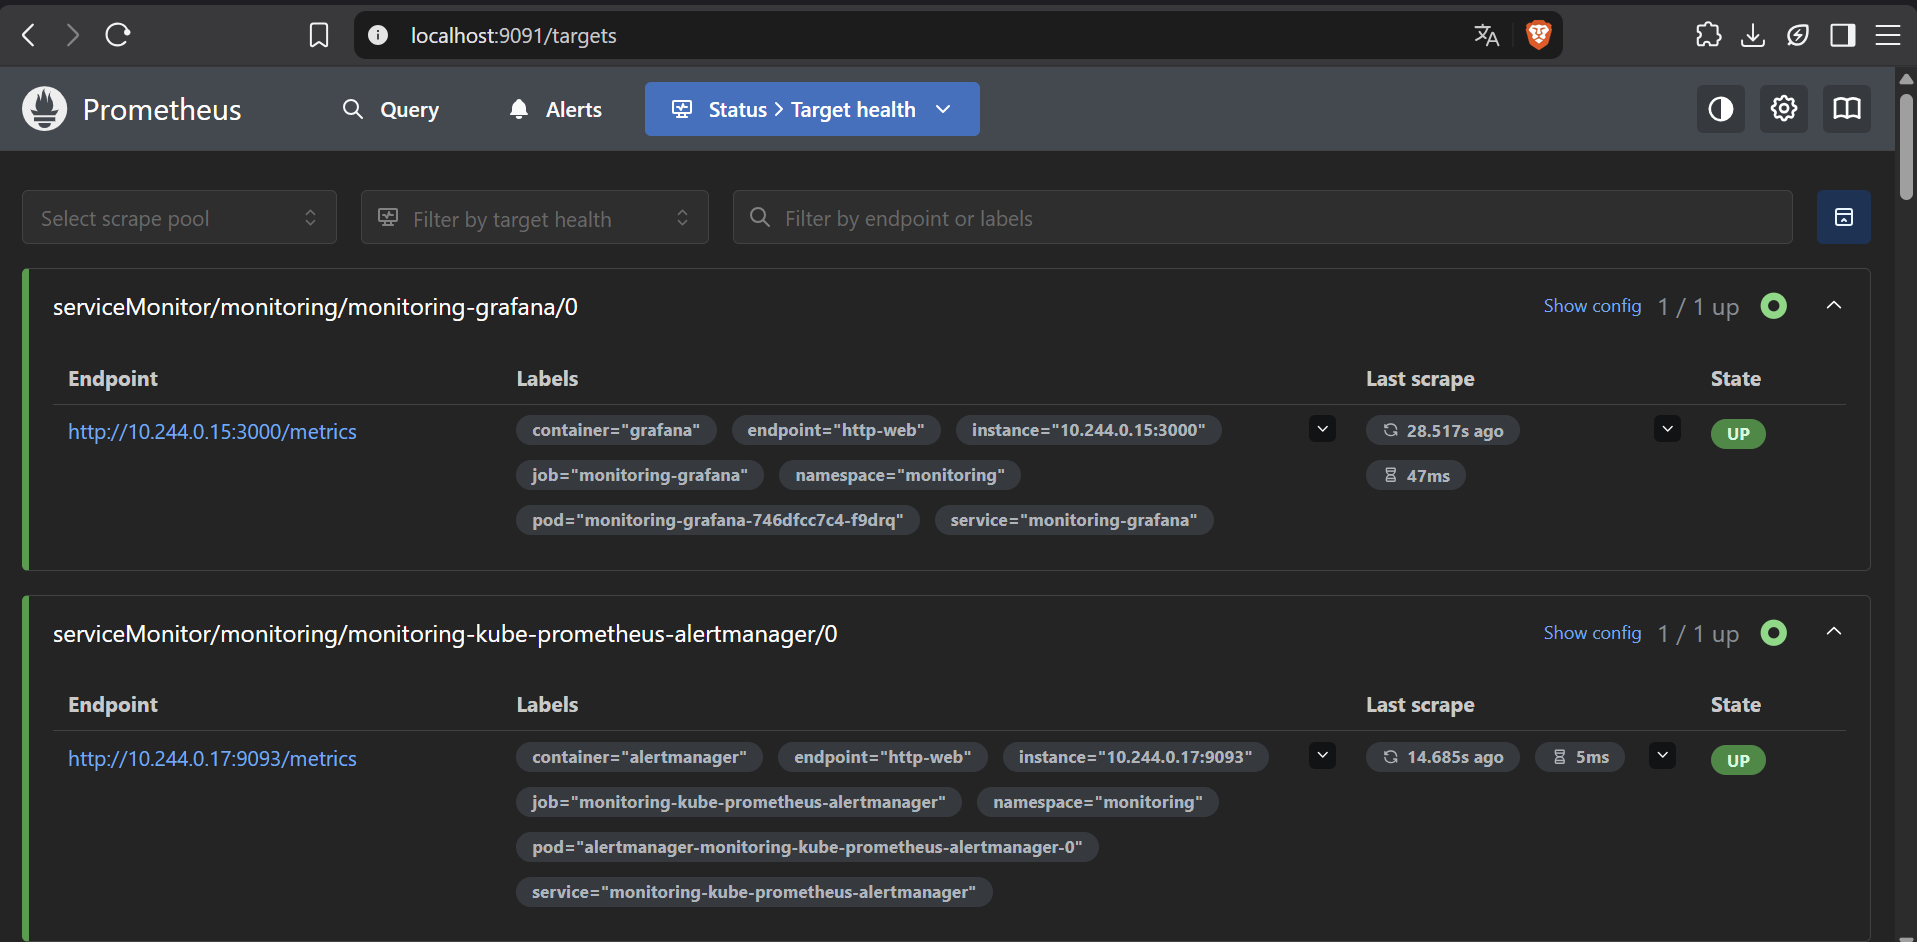 localhost:9091/targets
Prometheus Query Alerts Status > Target health
Select scrape pool Filter by target health Filter by endpoint or labels
serviceMonitor/monitoring/monitoring-grafana/0 Show config 1 / 1 up
Endpoint Labels Last scrape State
http://10.244.0.15:3000/metrics container="grafana" endpoint="http-web" instance="10.244.0.15:3000" 28.517s ago UP
job="monitoring-grafana" namespace="monitoring" 47ms
pod="monitoring-grafana-746dfcc7c4-f9drq" service="monitoring-grafana"
serviceMonitor/monitoring/monitoring-kube-prometheus-alertmanager/0 Show config 1 / 1 up
Endpoint Labels Last scrape State
http://10.244.0.17:9093/metrics container="alertmanager" endpoint="http-web" instance="10.244.0.17:9093" 14.685s ago 5ms UP
job="monitoring-kube-prometheus-alertmanager" namespace="monitoring"
pod="alertmanager-monitoring-kube-prometheus-alertmanager-0"
service="monitoring-kube-prometheus-alertmanager"